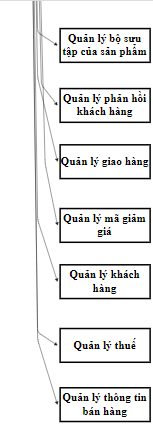 Quản lý bộ sưu
tập của sản phẩm
Quản lý phản hồi
khách hàng
Quản lý giao hàng
Quản lý mã giảm
giá
Quản lý khách
hàng
Quản lý thuế
Quản lý thông tin
bán hàng